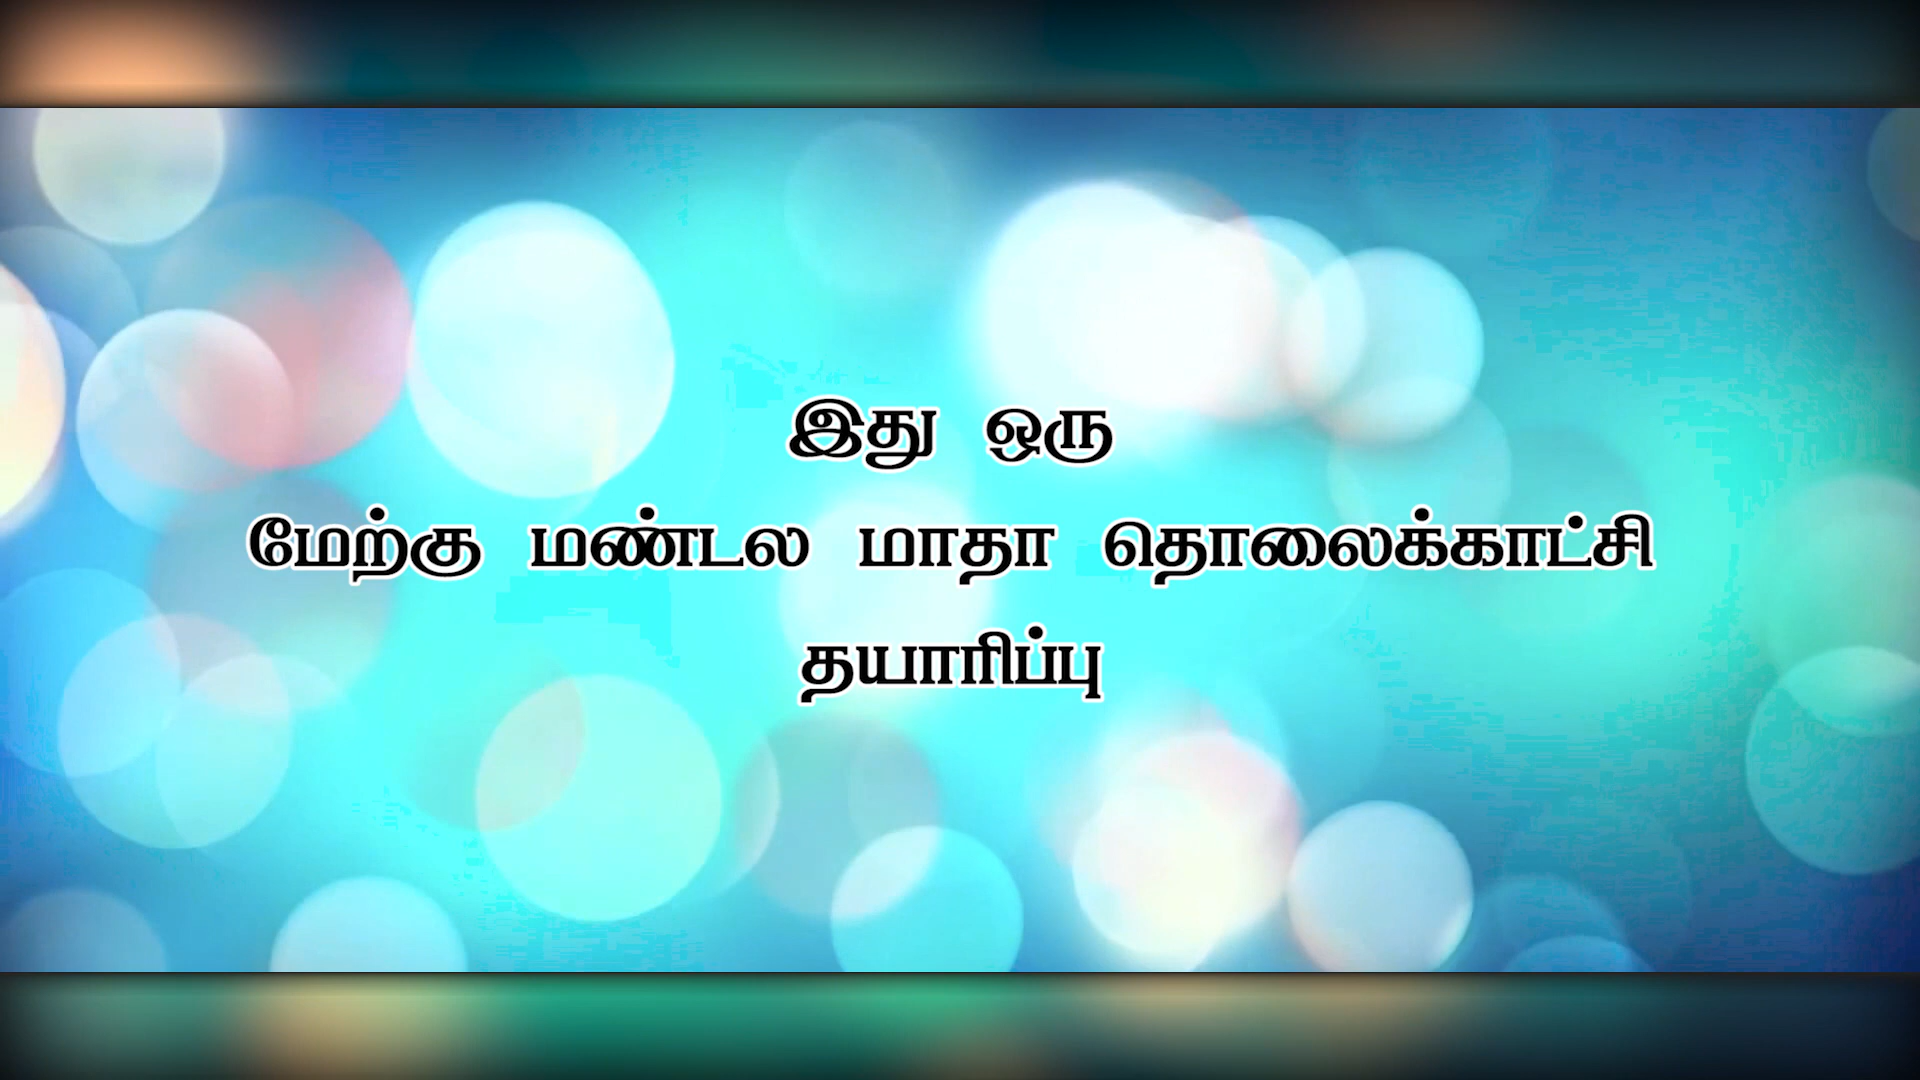 இது ஒரு
மேற்கு மண்டல மாதா தொலைக்காட்சி
தயாரிப்பு